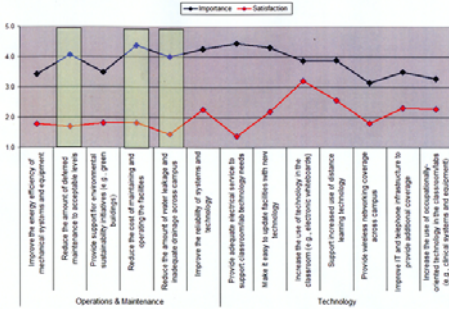 Importance Satisfaction
5.0
4.0
3.0
2.0
1.0
Improve the energy efficiency of
mechanical systems and equipment
Reduce the amount of deferred
maintenance to acceptable levels
Provide support for environmental
sustainability initiatives (e.g., green
buildings)
Reduce the cost of maintaining and
operating the facilities
Reduce the amount of water leakage and
inadequate drainage across campus
Improve the reliability of systems and
technology
Provide adequate electrical service to
support classroom/lab technology needs
Make it easy to update facilities with new
technology
Increase the use of technology in the
classroom (e.g., electronic whiteboards)
Support increased use of distance
learning technology
Provide wireless networking coverage
across campus
Improve IT and telephone infrastructure to
provide additional coverage
Increase the use of occupationally-
oriented technology in the classroom/labs
(e.g., clinical systems and equipment)
Operations & Maintenance
Technology